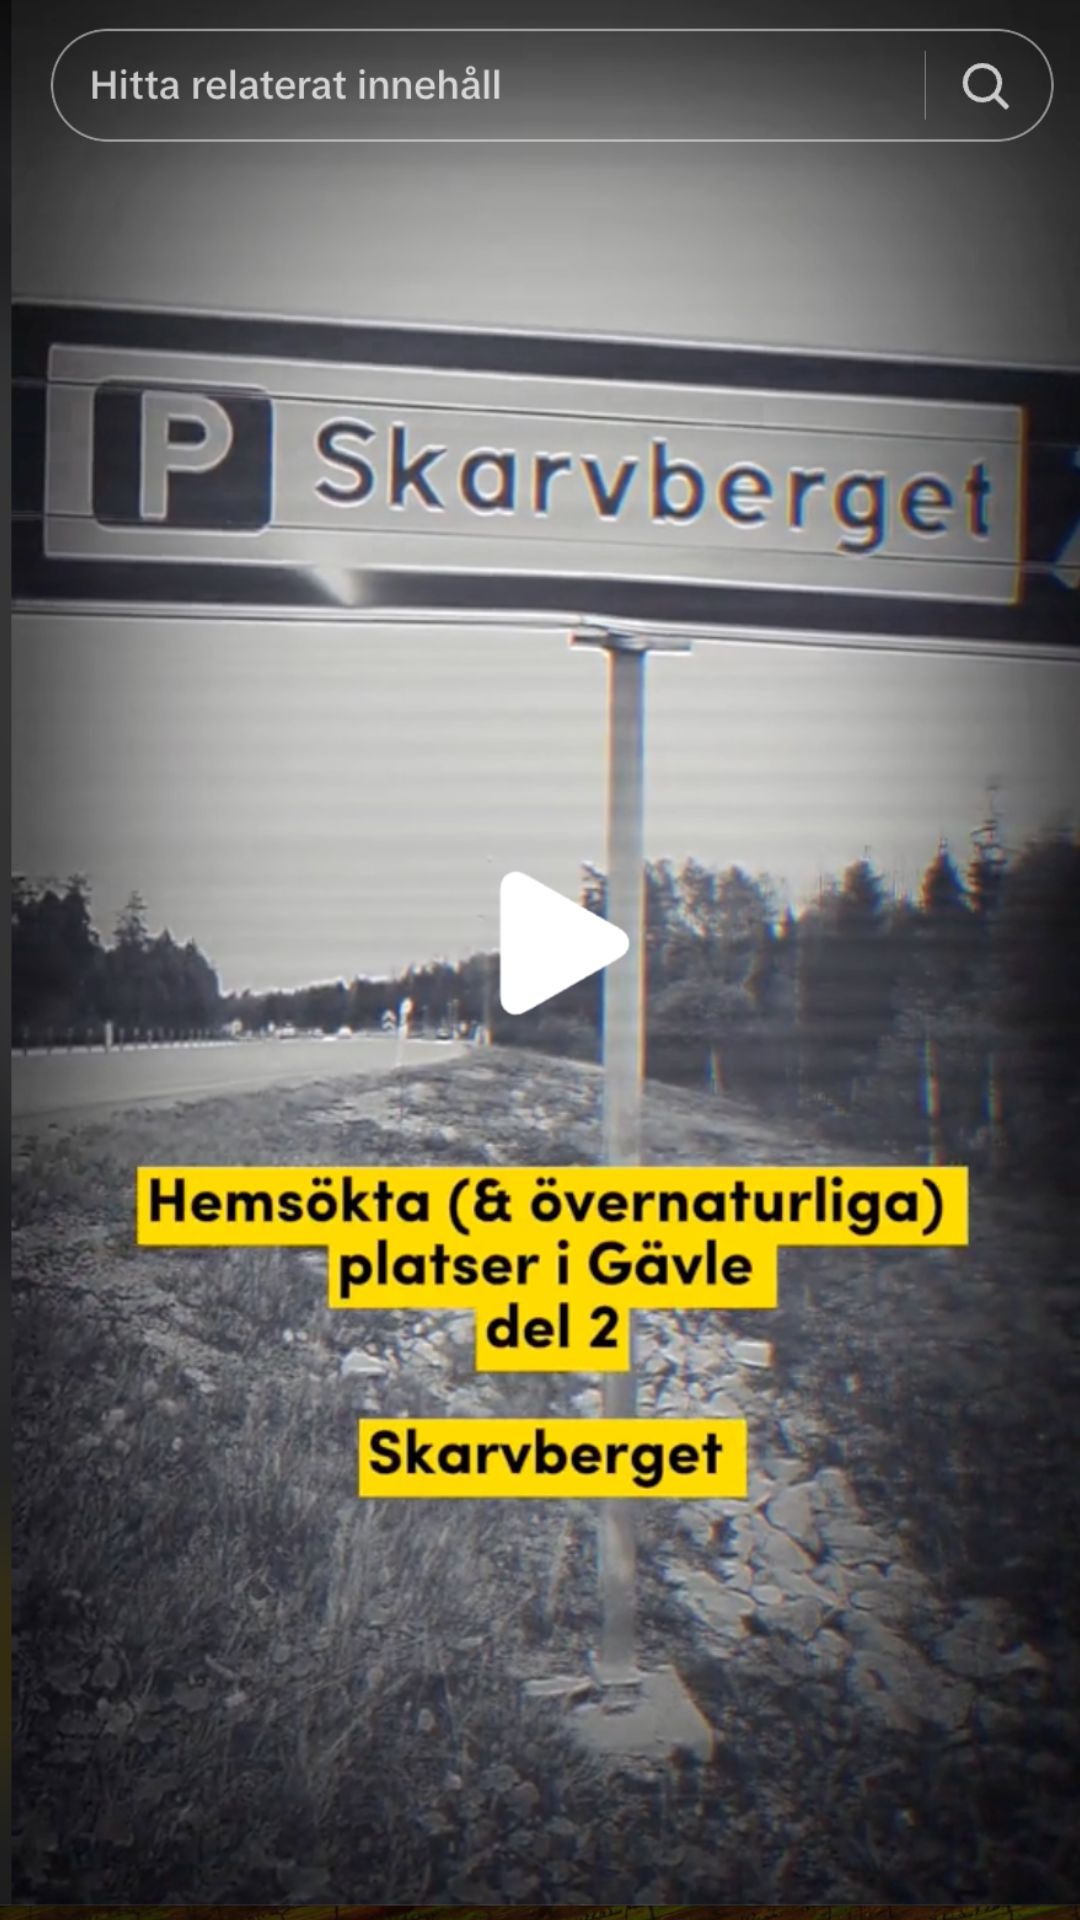 Hitta relaterat innehåll
P Skarvberget
Hemsökta (& övernaturliga)
platser i Gävle
del 2
Skarvberget